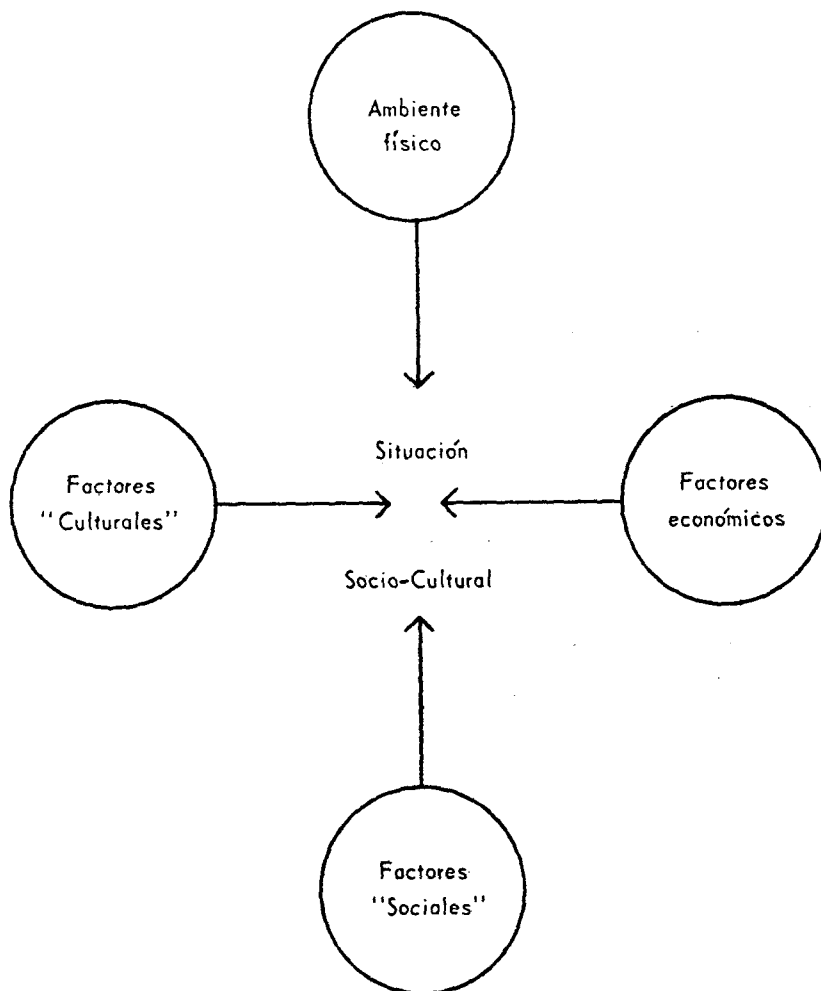 Ambiente
físico
Situación
Factores
"Culturales"
Factores
económicos
Socio-Cultural
Factores
"Sociales"